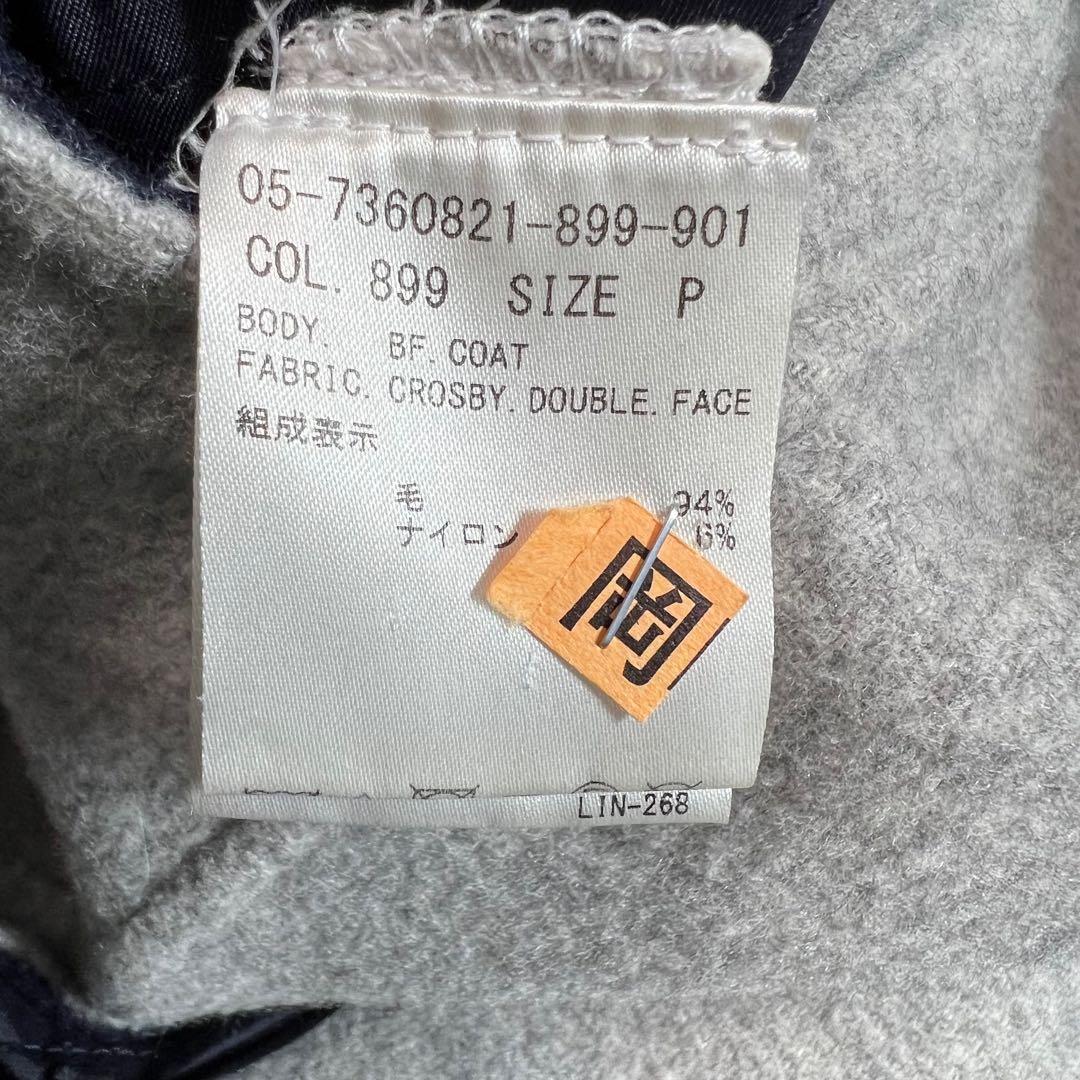 05-7360821-899-901
COL. 899 SIZE P
BODY. BF. COAT
FABRIC. CROSBY. DOUBLE. FACE
組成表示
毛 94%
ナイロン 6%
岡
LIN-268